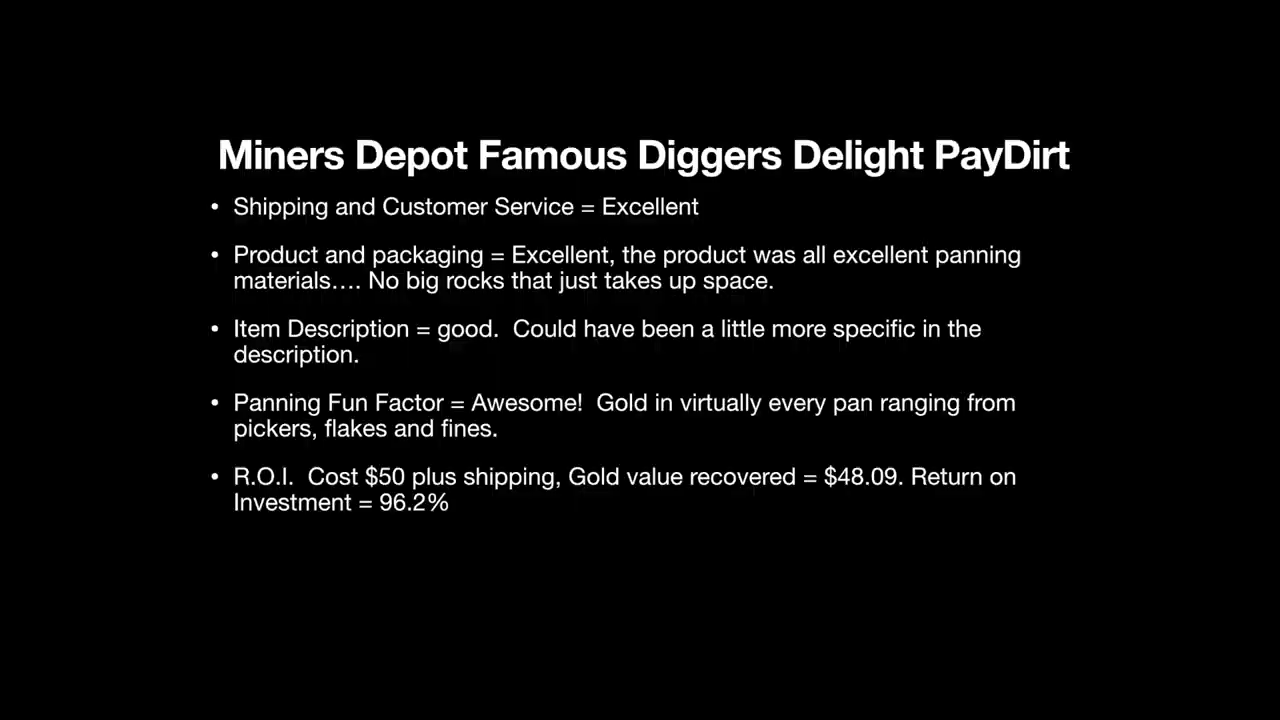 Miners Depot Famous Diggers Delight PayDirt
• Shipping and Customer Service = Excellent
• Product and packaging = Excellent, the product was all excellent panning
materials…. No big rocks that just takes up space.
• Item Description = good.  Could have been a little more specific in the
description.
• Panning Fun Factor = Awesome!  Gold in virtually every pan ranging from
pickers, flakes and fines.
• R.O.I.  Cost $50 plus shipping, Gold value recovered = $48.09. Return on
Investment = 96.2%